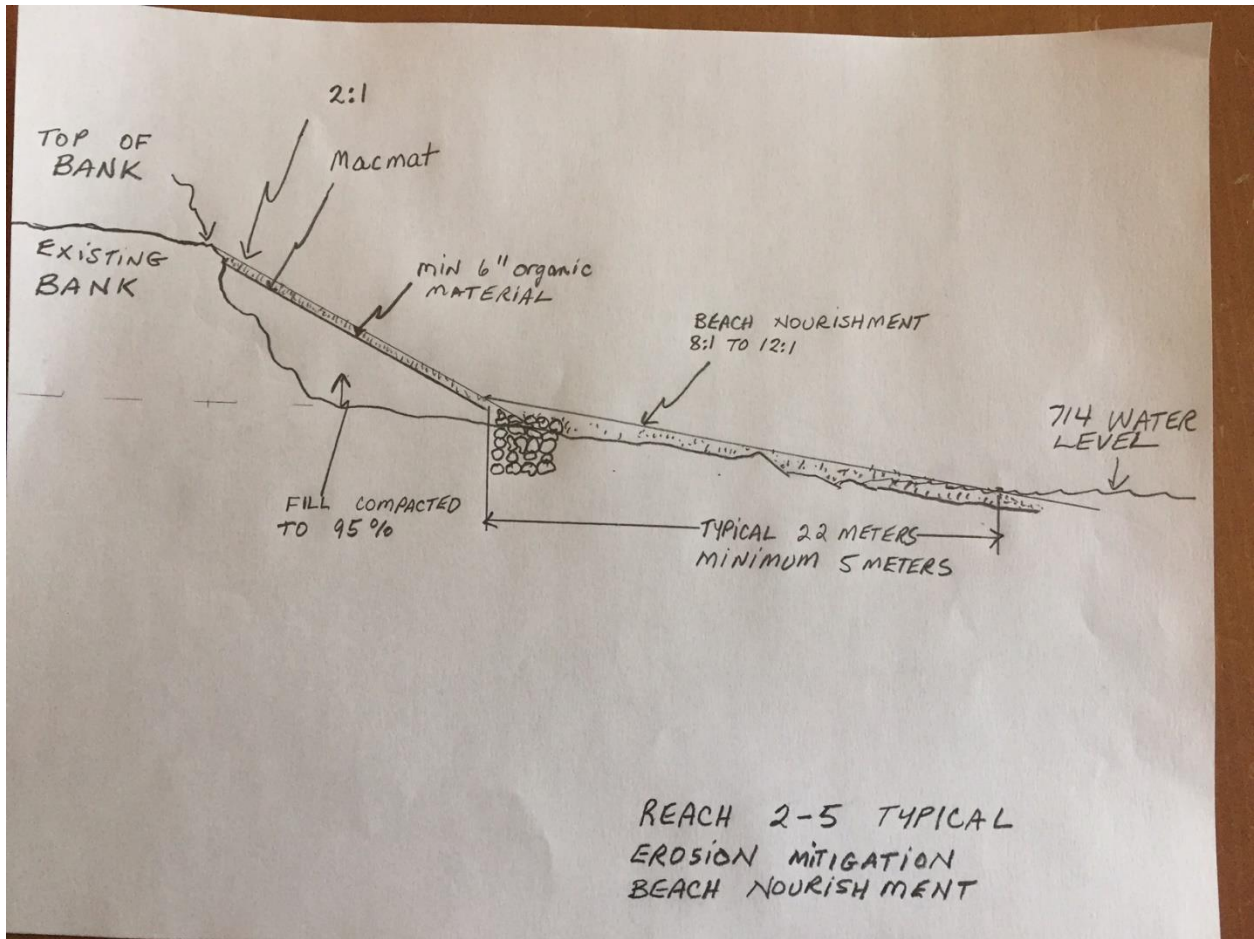 2:1
TOP OF
BANK
Macmat
EXISTING
BANK
MIN 6" organic
MATERIAL
BEACH NOURISHMENT
8:1 TO 12:1
714 WATER
LEVEL
FILL COMPACTED
TO 95%
TYPICAL 22 METERS
MINIMUM 5 METERS
REACH 2-5 TYPICAL
EROSION MITIGATION
BEACH NOURISHMENT